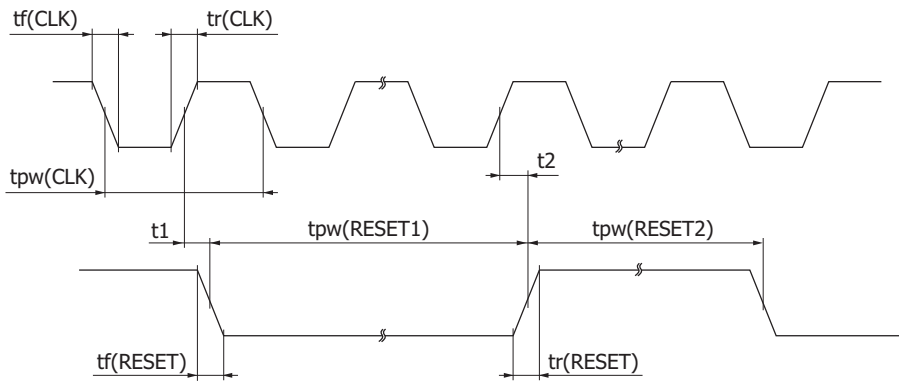 tf(CLK)
tr(CLK)
tpw(CLK)
t2
t1
tpw(RESET1)
tpw(RESET2)
tf(RESET)
tr(RESET)